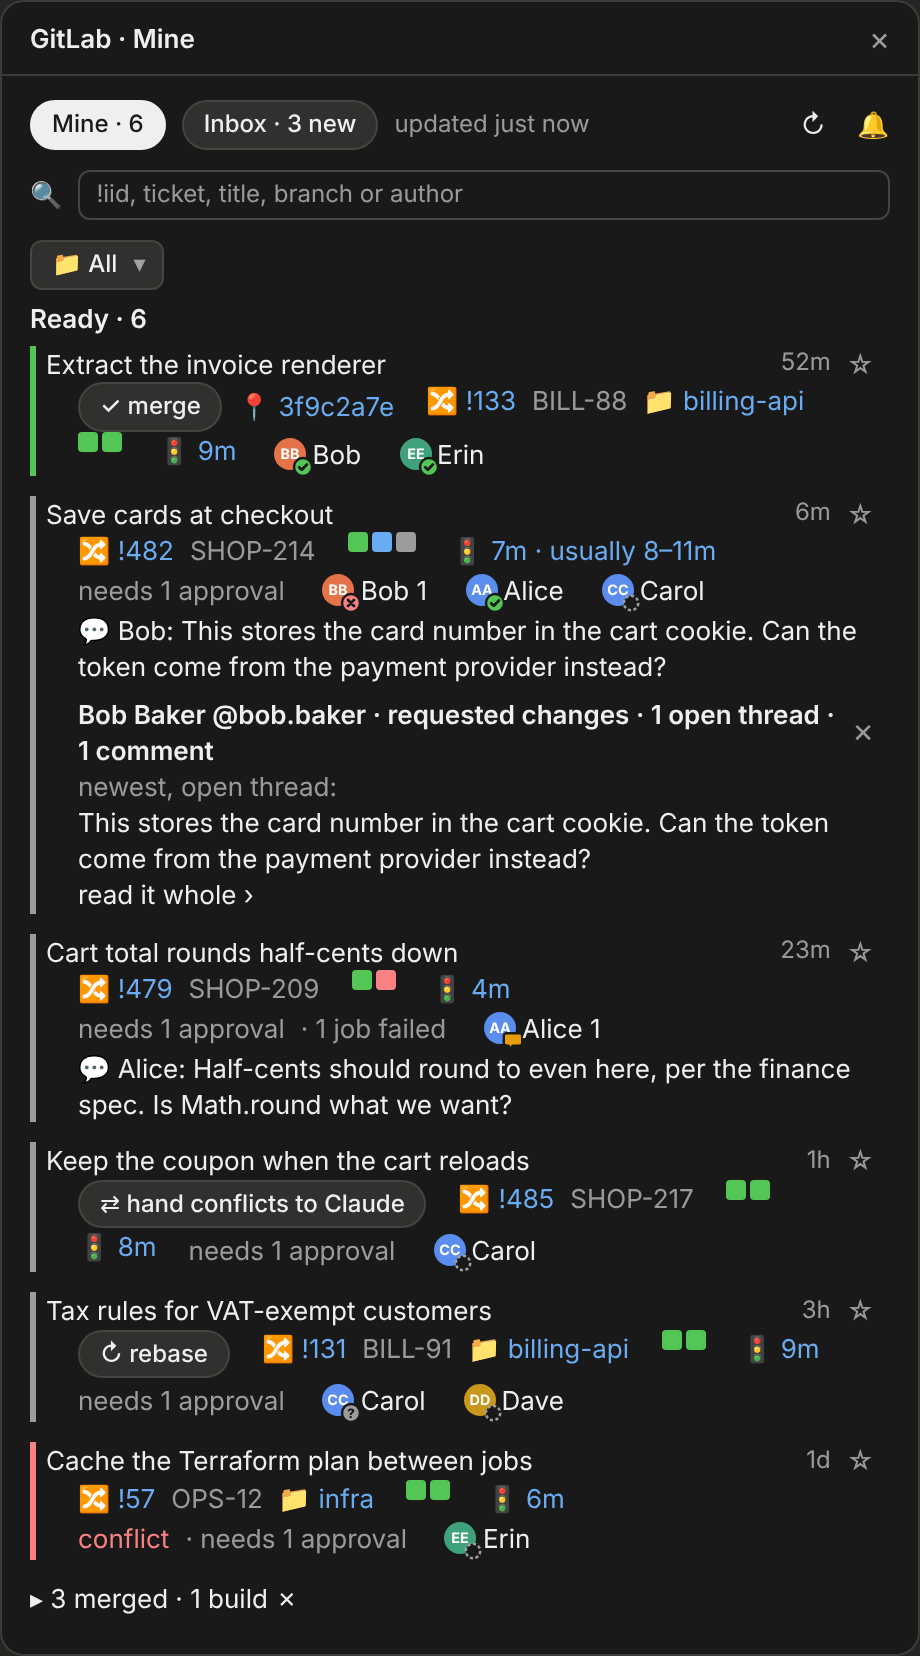 GitLab · Mine
×
Mine · 6 Inbox · 3 new updated just now
!iid, ticket, title, branch or author
All
Ready · 6
Extract the invoice renderer 52m
✓ merge 3f9c2a7e !133 BILL-88 billing-api
9m BB Bob EE Erin
Save cards at checkout 6m
!482 SHOP-214 7m · usually 8–11m
needs 1 approval BB Bob 1 AA Alice CC Carol
Bob: This stores the card number in the cart cookie. Can the
token come from the payment provider instead?
Bob Baker @bob.baker · requested changes · 1 open thread ·
1 comment
newest, open thread:
This stores the card number in the cart cookie. Can the token
come from the payment provider instead?
read it whole ›
Cart total rounds half-cents down 23m
!479 SHOP-209 4m
needs 1 approval · 1 job failed AA Alice 1
Alice: Half-cents should round to even here, per the finance
spec. Is Math.round what we want?
Keep the coupon when the cart reloads 1h
⇄ hand conflicts to Claude !485 SHOP-217
8m needs 1 approval CC Carol
Tax rules for VAT-exempt customers 3h
↻ rebase !131 BILL-91 billing-api 9m
needs 1 approval CC ? Carol DD Dave
Cache the Terraform plan between jobs 1d
!57 OPS-12 infra 6m
conflict · needs 1 approval EE Erin
▸ 3 merged · 1 build ×